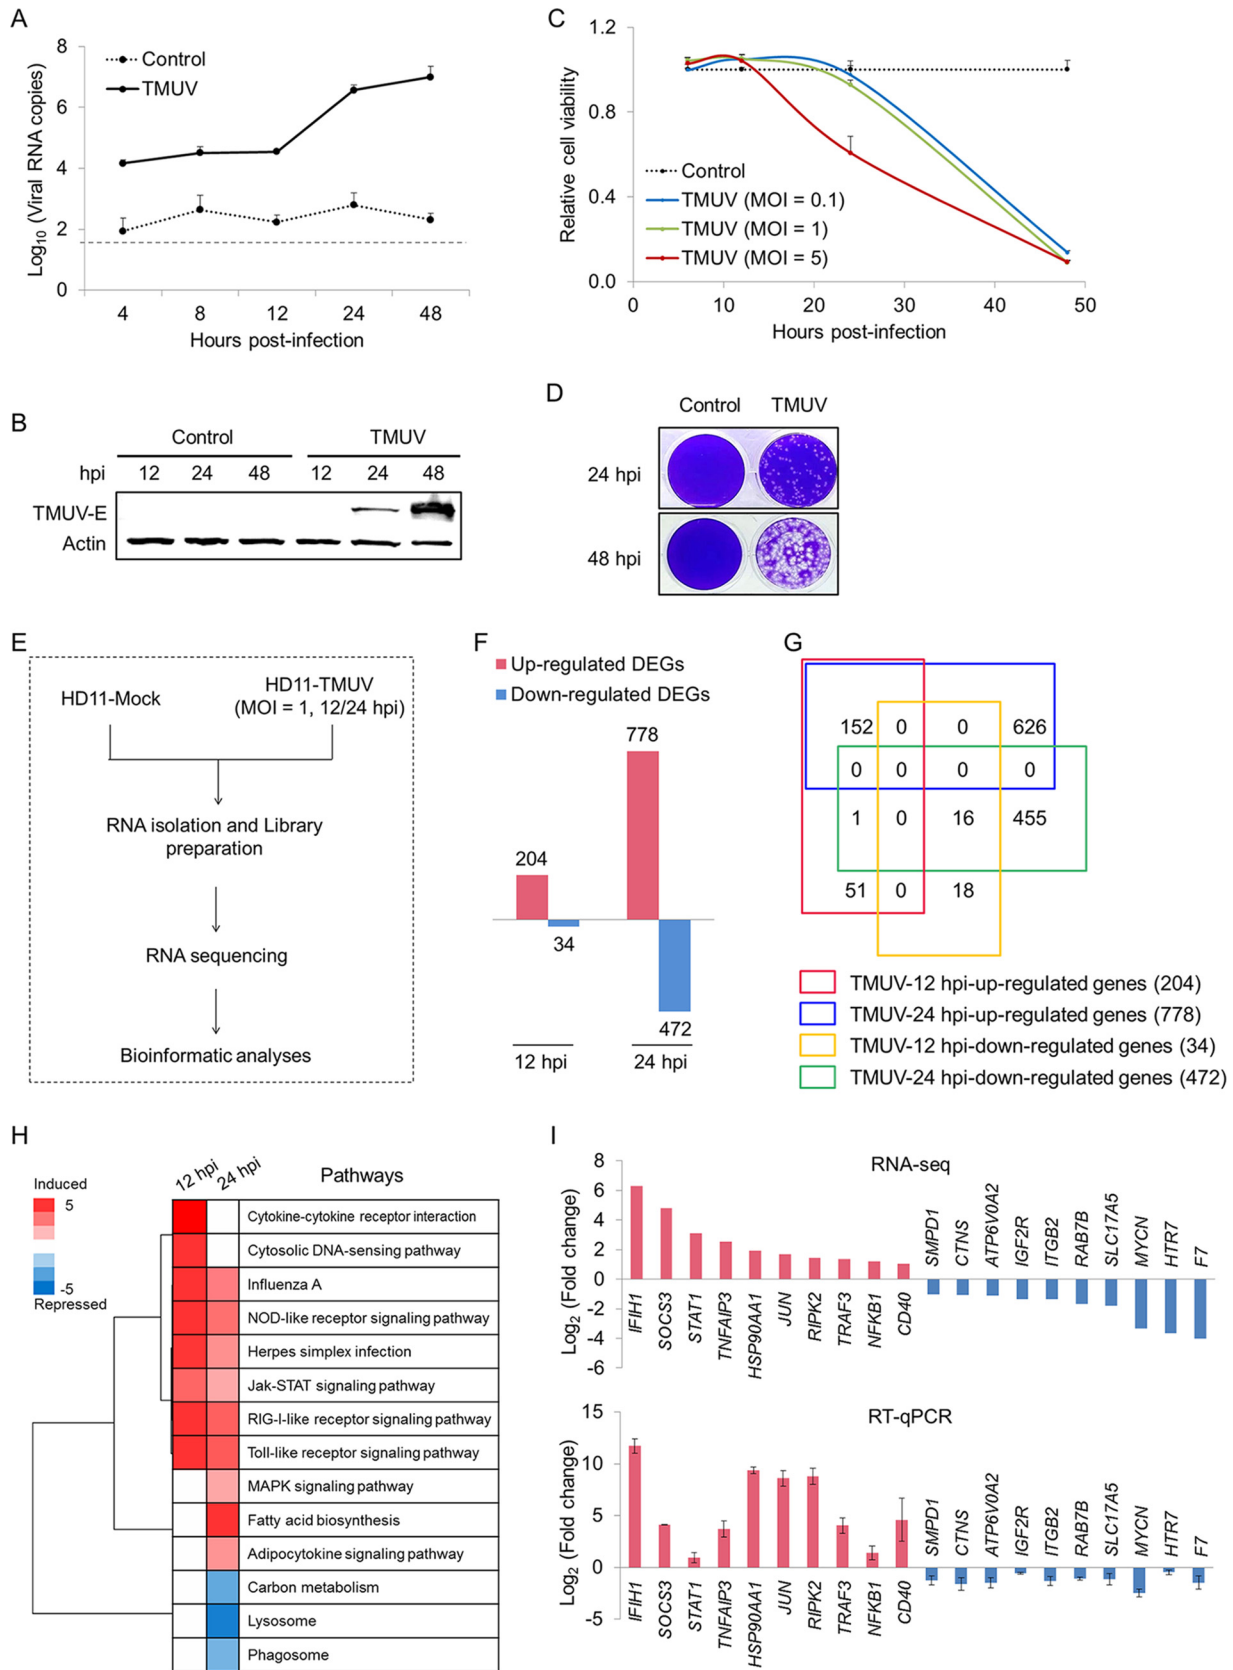 A
8
6
4
2
0
Log10 (Viral RNA copies)
Control
TMUV
4 8 12 24 48
Hours post-infection
C
1.2
0.8
0.4
0.0
Relative cell viability
Control
TMUV (MOI = 0.1)
TMUV (MOI = 1)
TMUV (MOI = 5)
0 10 20 30 40 50
Hours post-infection
B
Control TMUV
hpi 12 24 48 12 24 48
TMUV-E
Actin
D
Control TMUV
24 hpi
48 hpi
E
HD11-Mock
HD11-TMUV
(MOI = 1, 12/24 hpi)
RNA isolation and Library
preparation
RNA sequencing
Bioinformatic analyses
F
Up-regulated DEGs
Down-regulated DEGs
778
204
34
472
12 hpi 24 hpi
G
152 0 0 626
0 0 0 0
1 0 16 455
51 0 18
TMUV-12 hpi-up-regulated genes (204)
TMUV-24 hpi-up-regulated genes (778)
TMUV-12 hpi-down-regulated genes (34)
TMUV-24 hpi-down-regulated genes (472)
H
Induced
5
-5
Repressed
12 hpi 24 hpi Pathways
Cytokine-cytokine receptor interaction
Cytosolic DNA-sensing pathway
Influenza A
NOD-like receptor signaling pathway
Herpes simplex infection
Jak-STAT signaling pathway
RIG-I-like receptor signaling pathway
Toll-like receptor signaling pathway
MAPK signaling pathway
Fatty acid biosynthesis
Adipocytokine signaling pathway
Carbon metabolism
Lysosome
Phagosome
I
RNA-seq
8
6
4
2
0
-2
-4
-6
Log2 (Fold change)
IFIH1
SOCS3
STAT1
TNFAIP3
HSP90AA1
JUN
RIPK2
TRAF3
NFKB1
CD40
SMPD1
CTNS
ATP6V0A2
IGF2R
ITGB2
RAB7B
SLC17A5
MYCN
HTR7
F7
RT-qPCR
15
10
5
0
-5
Log2 (Fold change)
IFIH1
SOCS3
STAT1
TNFAIP3
HSP90AA1
JUN
RIPK2
TRAF3
NFKB1
CD40
SMPD1
CTNS
ATP6V0A2
IGF2R
ITGB2
RAB7B
SLC17A5
MYCN
HTR7
F7